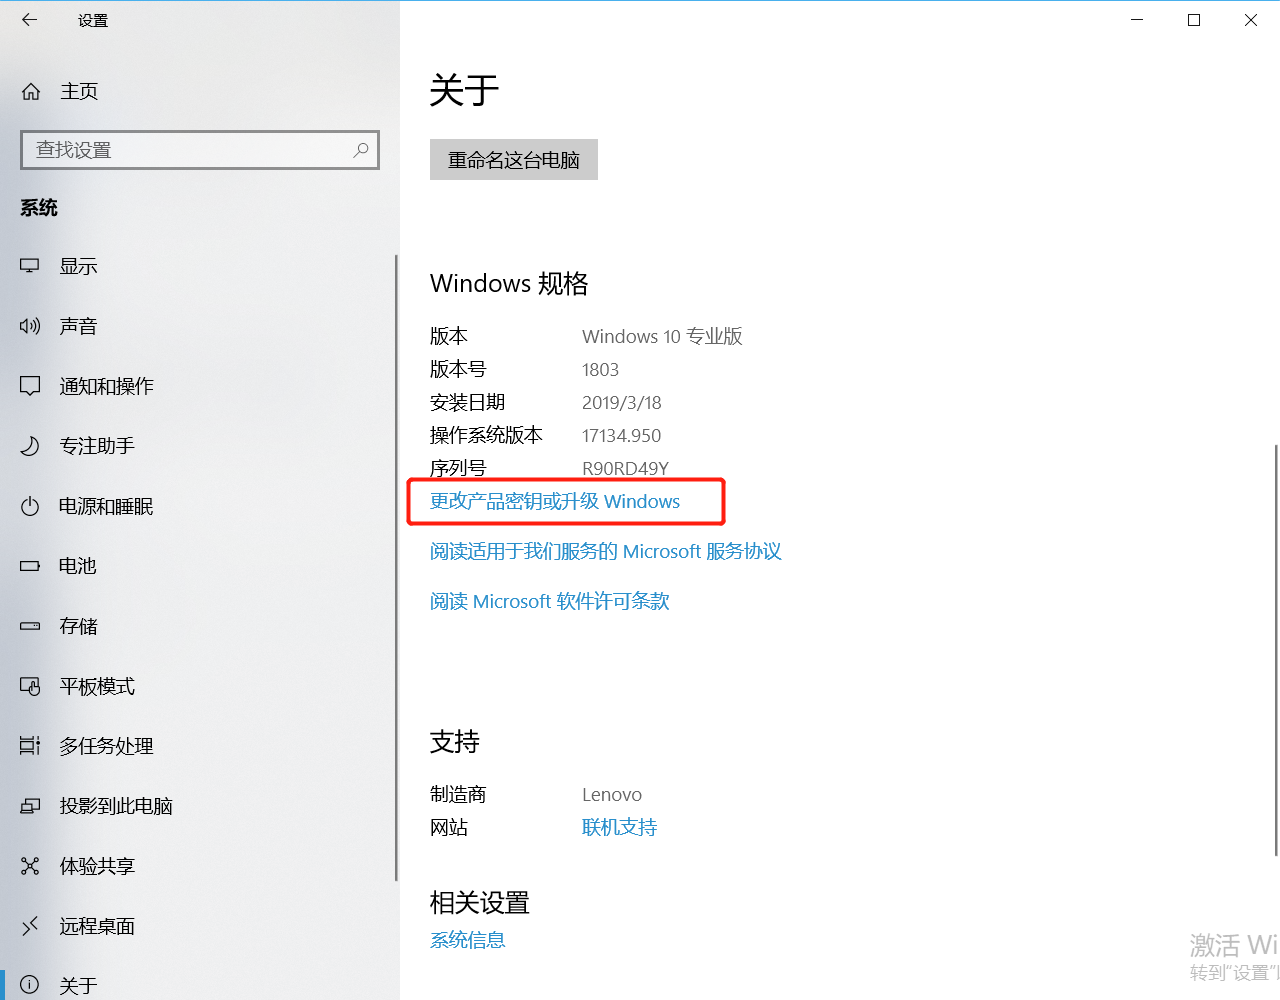 设置
主页
查找设置
系统
显示
声音
通知和操作
专注助手
电源和睡眠
电池
存储
平板模式
多任务处理
投影到此电脑
体验共享
远程桌面
关于
关于
重命名这台电脑
Windows 规格
版本 Windows 10 专业版
版本号 1803
安装日期 2019/3/18
操作系统版本 17134.950
序列号 R90RD49Y
更改产品密钥或升级 Windows
阅读适用于我们服务的 Microsoft 服务协议
阅读 Microsoft 软件许可条款
支持
制造商 Lenovo
网站 联机支持
相关设置
系统信息
激活 Wi
转到"设置"